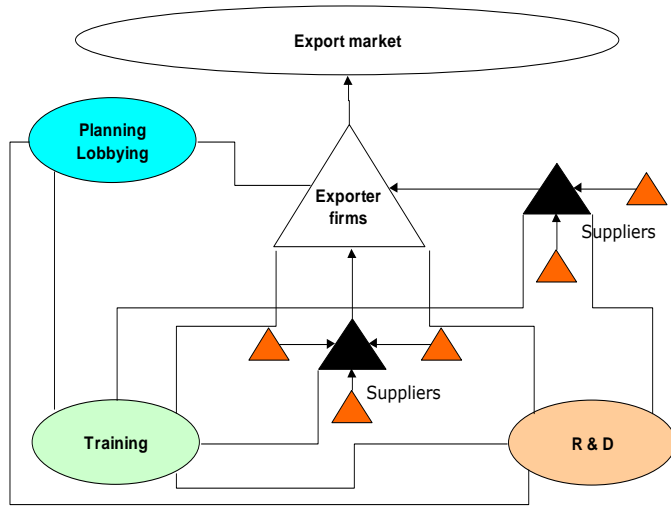 Export market
Planning
Lobbying
Exporter
firms
Suppliers
Suppliers
Training
R & D